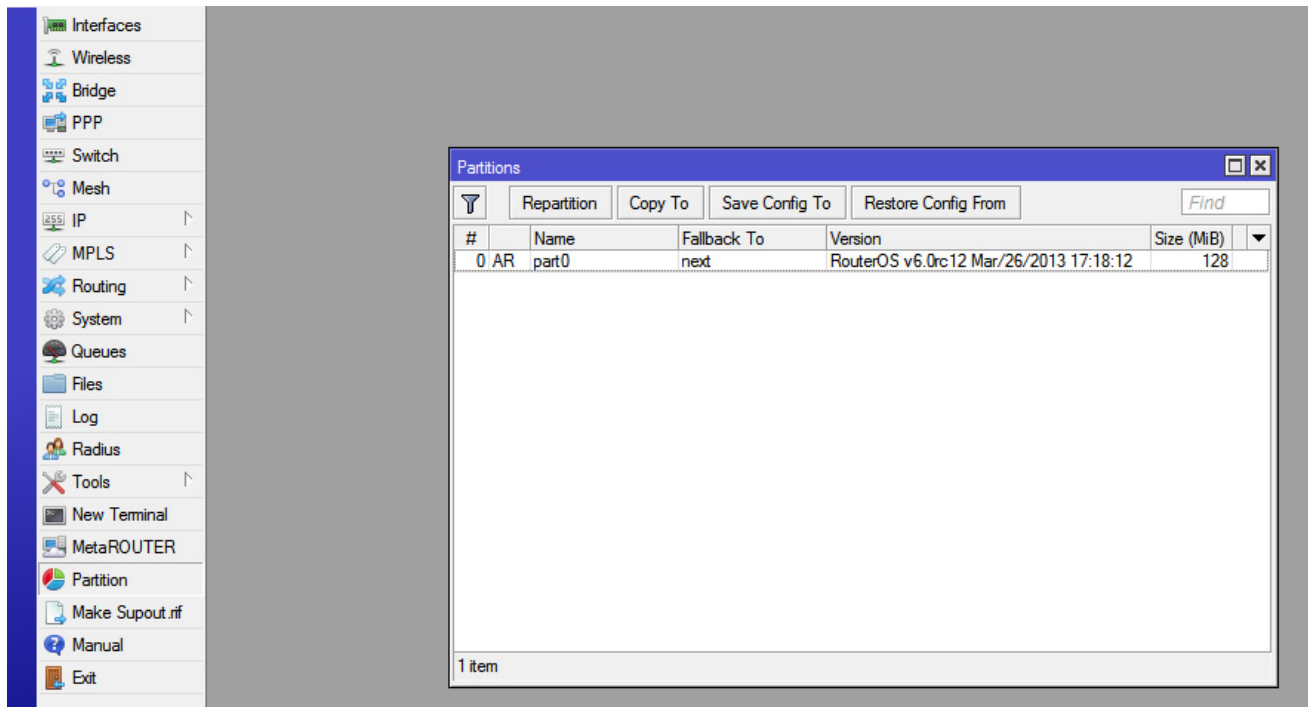 Interfaces
Wireless
Bridge
PPP
Switch
Mesh
255 IP
MPLS
Routing
System
Queues
Files
Log
Radius
Tools
New Terminal
MetaROUTER
Partition
Make Supout.rif
Manual
Exit
Partitions
Repartition Copy To Save Config To Restore Config From Find
# Name Fallback To Version Size (MiB)
0 AR part0 next RouterOS v6.0rc12 Mar/26/2013 17:18:12 128
1 item